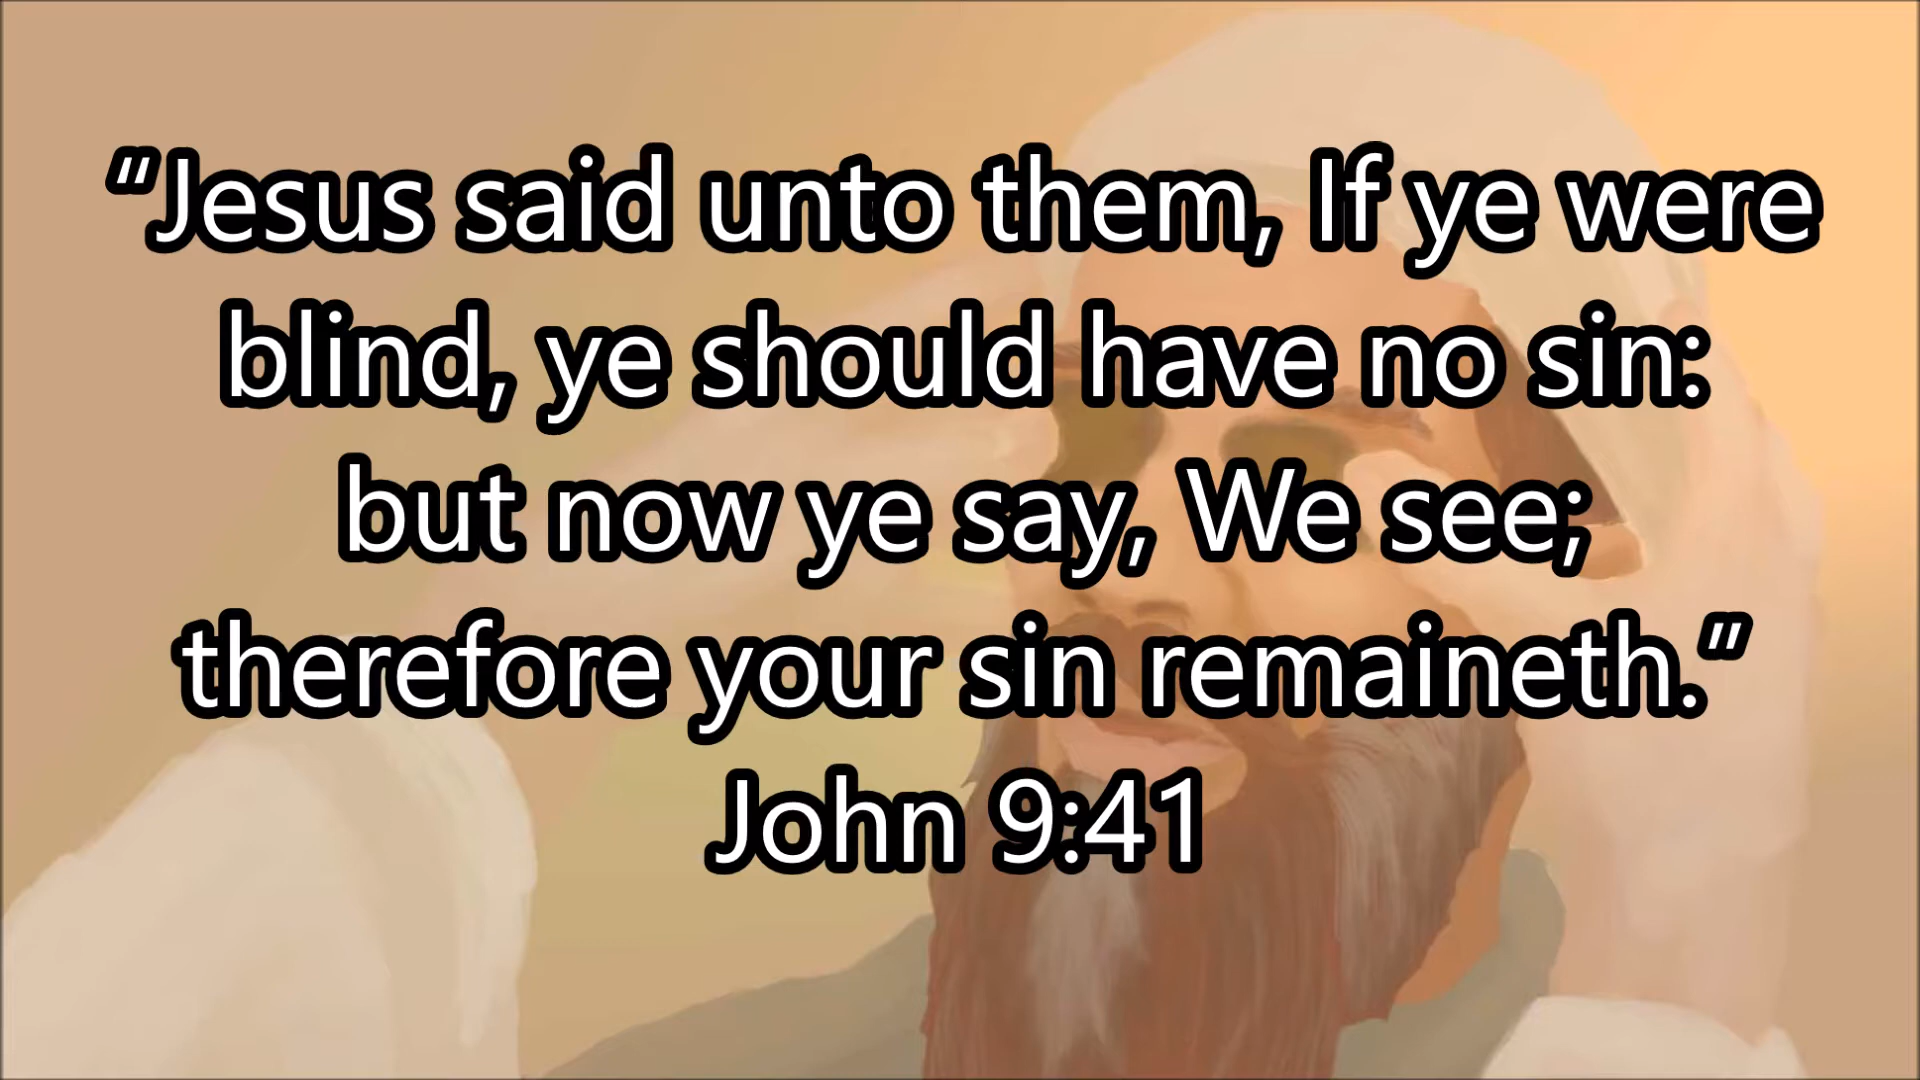 “Jesus said unto them, If ye were
blind, ye should have no sin:
but now ye say, We see;
therefore your sin remaineth.”
John 9:41